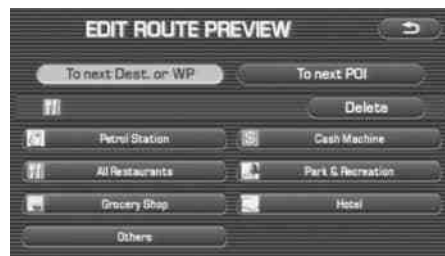 EDIT ROUTE PREVIEW
To next Dest. or WP To next POI
Delete
Petrol Station Cash Machine
All Restaurants Park & Recreation
Grocery Shop Hotel
Others